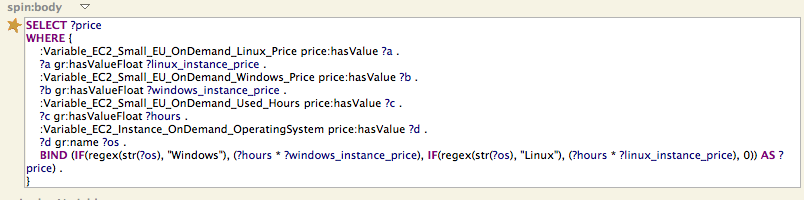 spin:body
SELECT ?price
WHERE {
:Variable_EC2_Small_EU_OnDemand_Linux_Price price:hasValue ?a .
?a gr:hasValueFloat ?linux_instance_price .
:Variable_EC2_Small_EU_OnDemand_Windows_Price price:hasValue ?b .
?b gr:hasValueFloat ?windows_instance_price .
:Variable_EC2_Small_EU_OnDemand_Used_Hours price:hasValue ?c .
?c gr:hasValueFloat ?hours .
:Variable_EC2_Instance_OnDemand_OperatingSystem price:hasValue ?d .
?d gr:name ?os .
BIND (IF(regex(str(?os), "Windows"), (?hours * ?windows_instance_price), IF(regex(str(?os), "Linux"), (?hours * ?linux_instance_price), 0)) AS ?
price) .
}